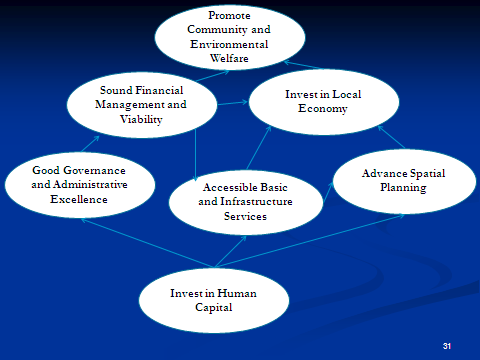 Promote
Community and
Environmental
Welfare
Sound Financial
Management and
Viability
Invest in Local
Economy
Good Governance
and Administrative
Excellence
Accessible Basic
and Infrastructure
Services
Advance Spatial
Planning
Invest in Human
Capital
31